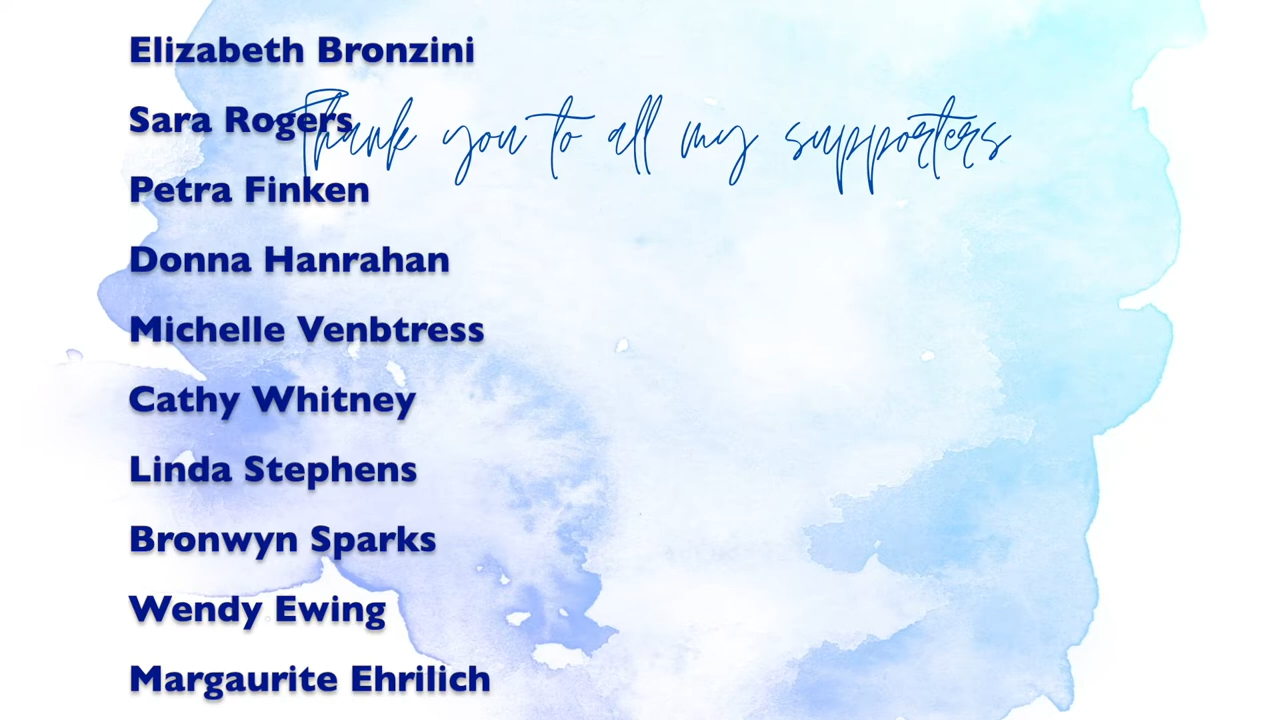 Elizabeth Bronzini
Sara Rogers
Thank you to all my supporters
Petra Finken
Donna Hanrahan
Michelle Venbtress
Cathy Whitney
Linda Stephens
Bronwyn Sparks
Wendy Ewing
Margaurite Ehrilich